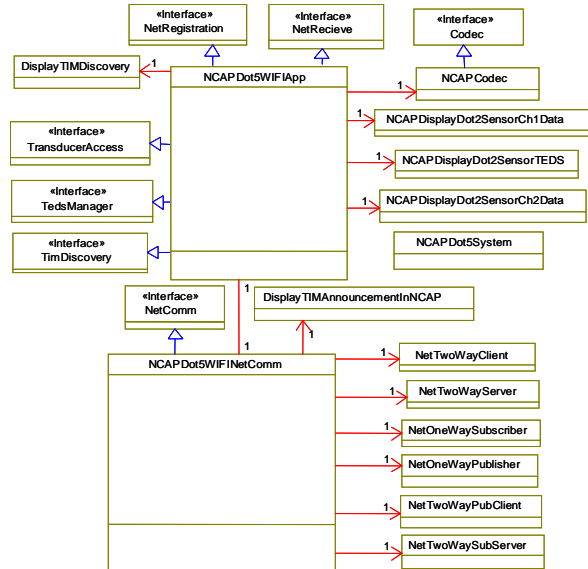 «Interface»
NetRegistration
«Interface»
NetRecieve
«Interface»
Codec
DisplayTIMDiscovery
1
NCAPDot5WIFIApp
1
NCAPCodec
1
NCAPDisplayDot2SensorCh1Data
«Interface»
TransducerAccess
1
NCAPDisplayDot2SensorTEDS
«Interface»
TedsManager
1
NCAPDisplayDot2SensorCh2Data
«Interface»
TimDiscovery
NCAPDot5System
1
«Interface»
NetComm
DisplayTIMAnnouncementInNCAP
1
1
NCAPDot5WIFINetComm
1
NetTwoWayClient
1
NetTwoWayServer
1
NetOneWaySubscriber
1
NetOneWayPublisher
1
NetTwoWayPubClient
1
NetTwoWaySubServer